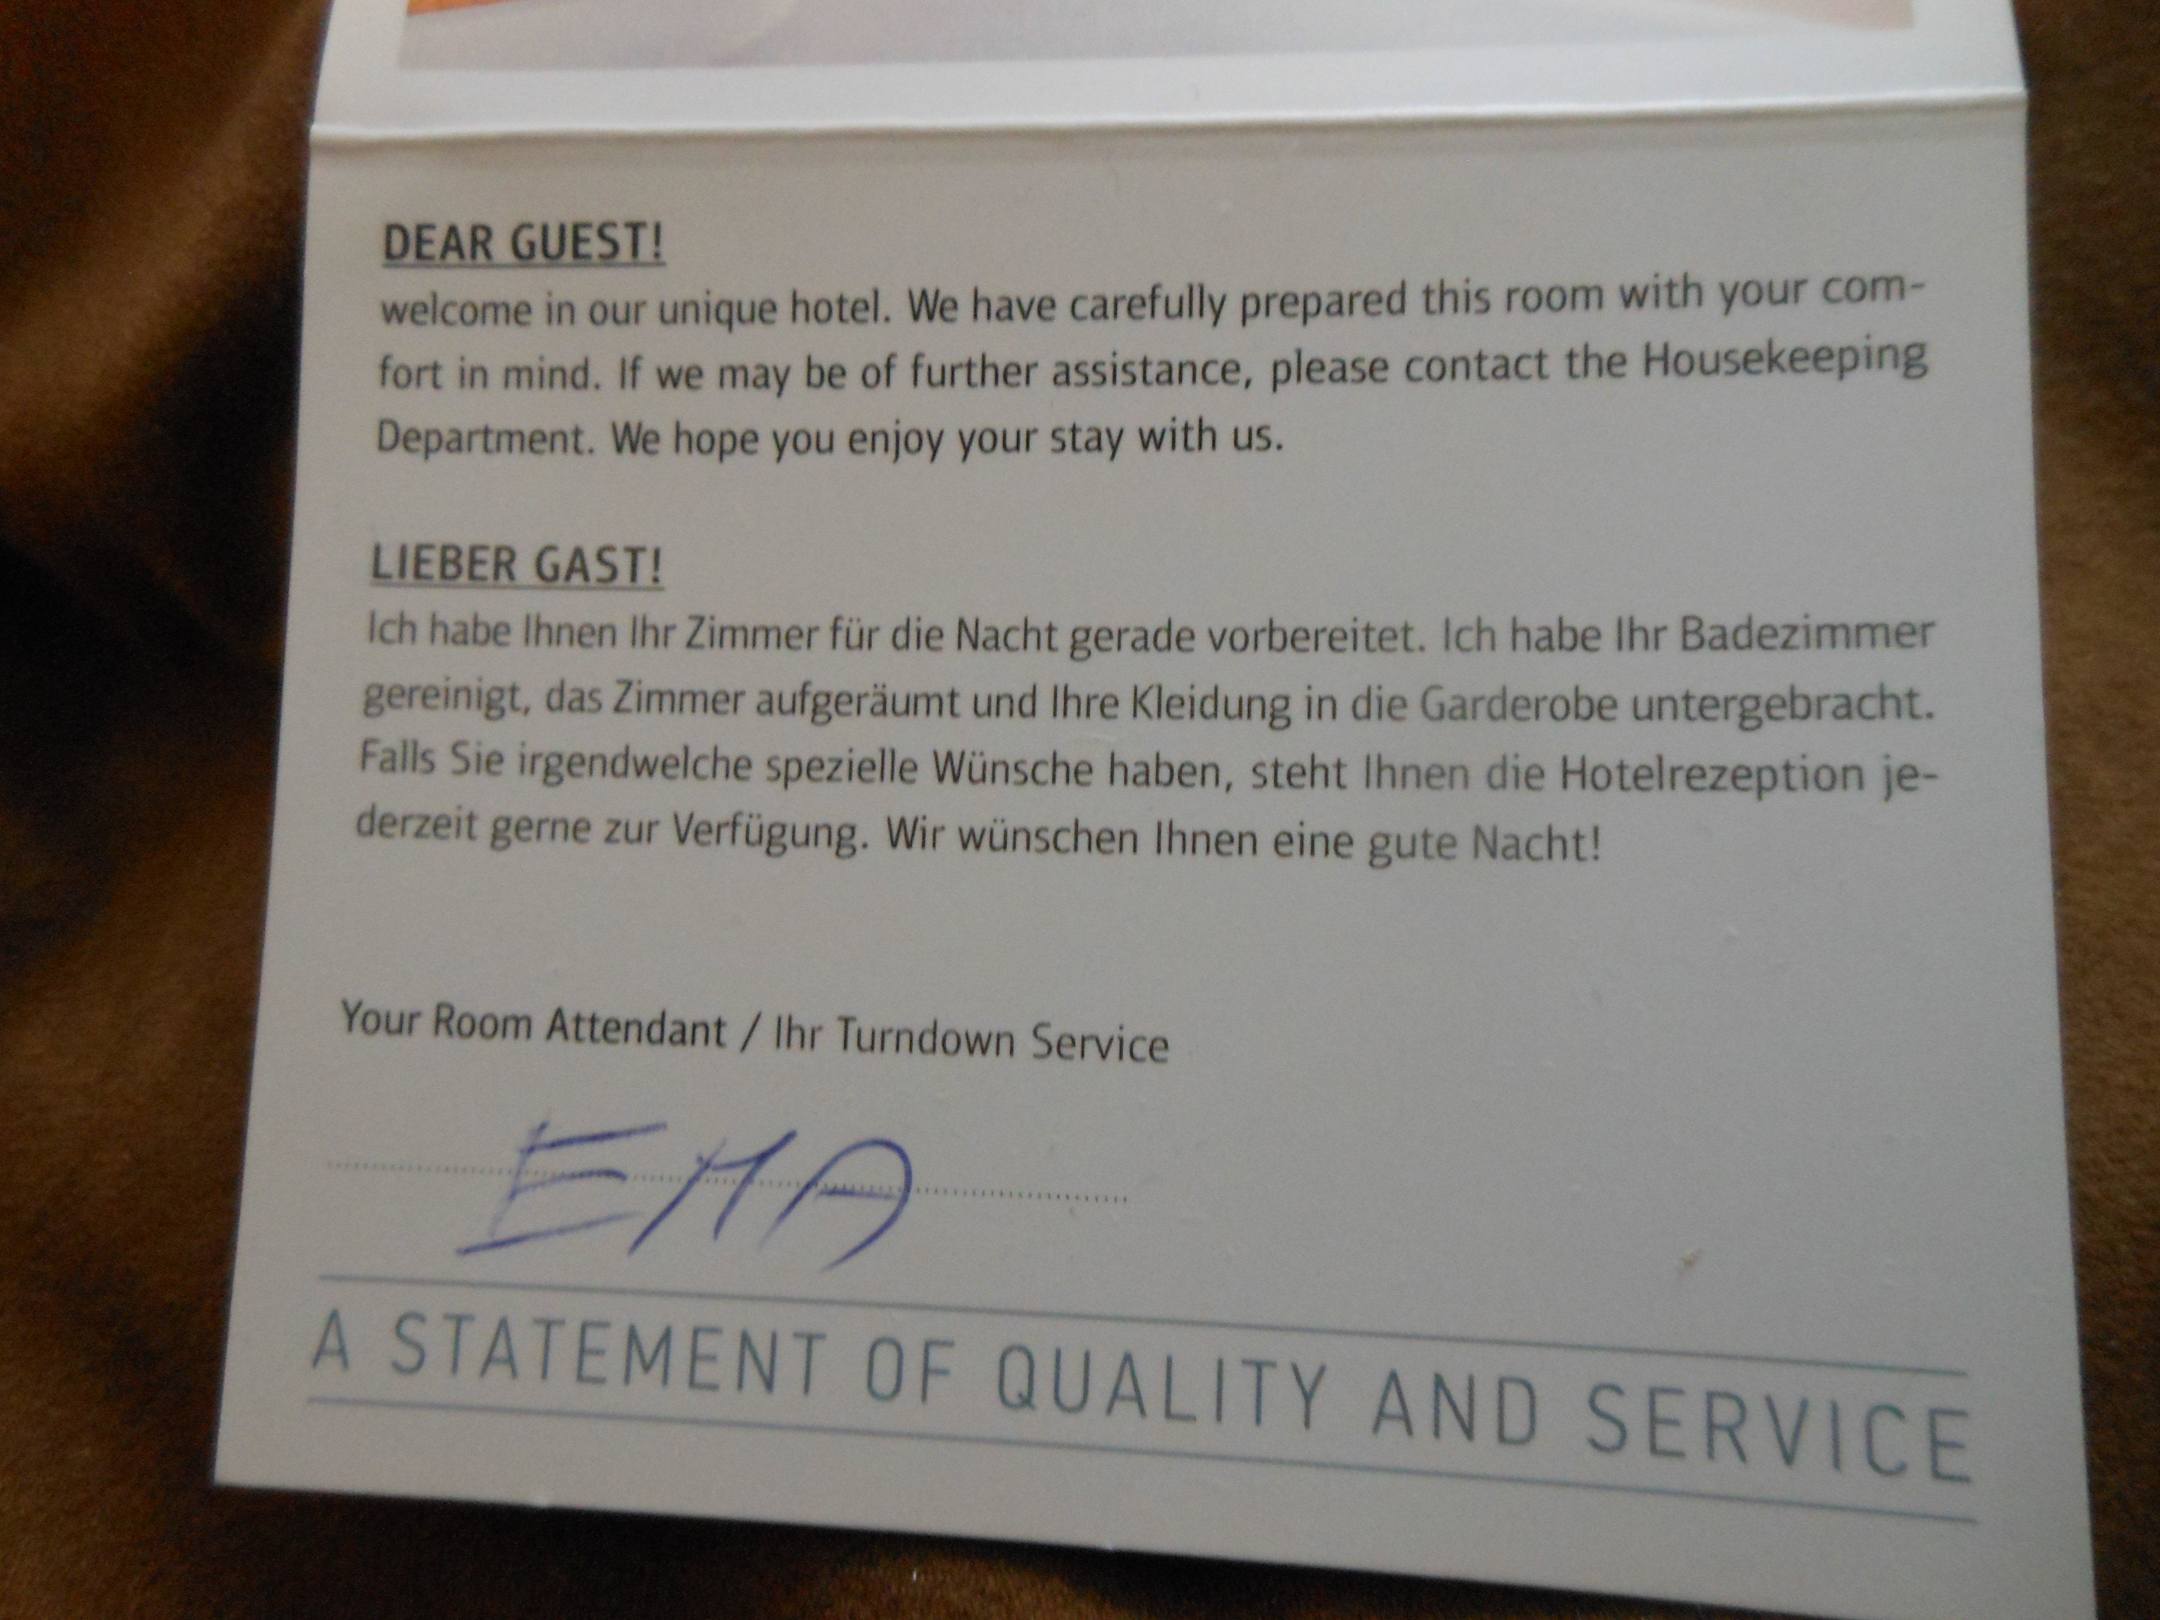 DEAR GUEST!
welcome in our unique hotel. We have carefully prepared this room with your com-
fort in mind. If we may be of further assistance, please contact the Housekeeping
Department. We hope you enjoy your stay with us.
LIEBER GAST!
Ich habe Ihnen Ihr Zimmer für die Nacht gerade vorbereitet. Ich habe Ihr Badezimmer
gereinigt, das Zimmer aufgeräumt und Ihre Kleidung in die Garderobe untergebracht.
Falls Sie irgendwelche spezielle Wünsche haben, steht Ihnen die Hotelrezeption je-
derzeit gerne zur Verfügung. Wir wünschen Ihnen eine gute Nacht!
Your Room Attendant / Ihr Turndown Service
EMA
A STATEMENT OF QUALITY AND SERVICE